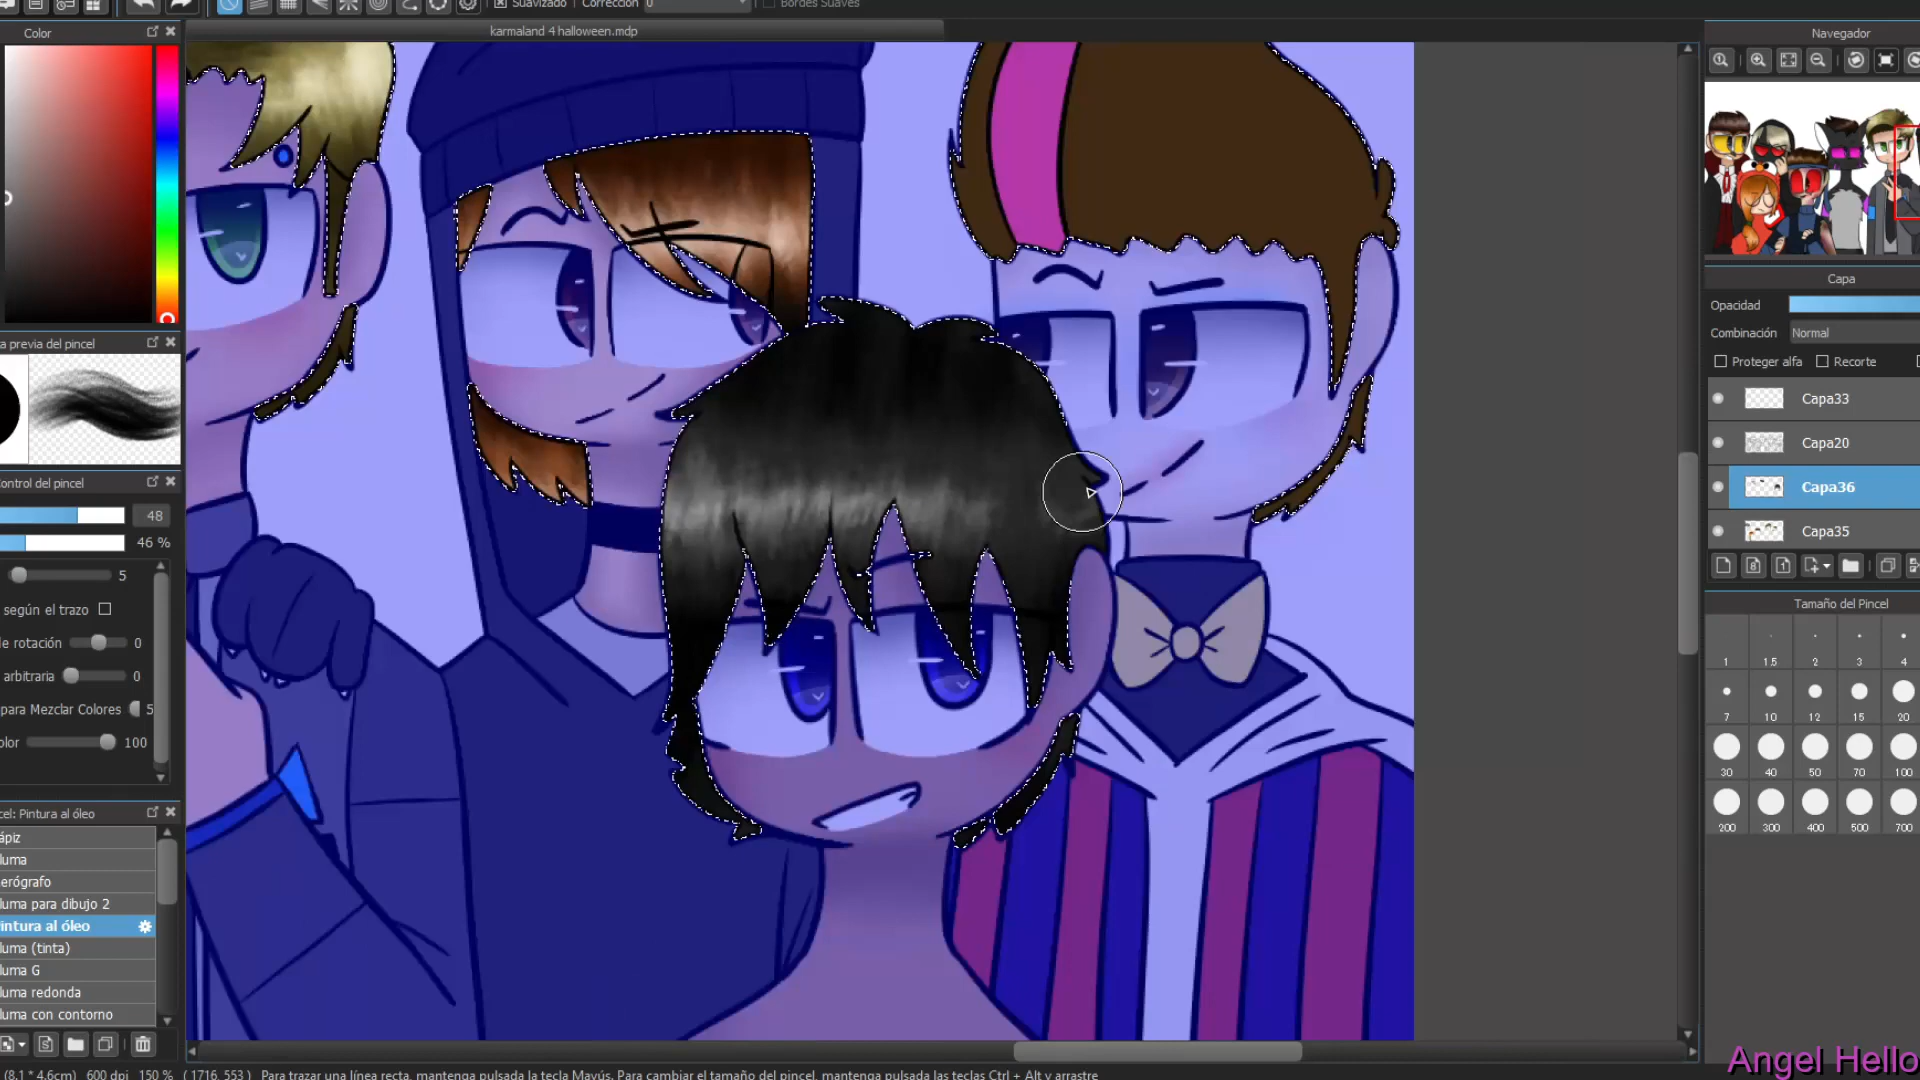 Suavizado
Corrección
0
Bordes Suaves
Color
karmaland 4 halloween.mdp
Navegador
a previa del pincel
ontrol del pincel
48
46 %
5
según el trazo
e rotación
0
arbitraria
0
para Mezclar Colores
5
olor
100
cel: Pintura al óleo
ápiz
luma
erógrafo
luma para dibujo 2
intura al óleo
luma (tinta)
luma G
luma redonda
luma con contorno
Capa
Opacidad
Combinación
Normal
Proteger alfa
Recorte
Capa33
Capa20
Capa36
Capa35
Tamaño del Pincel
1
1.5
2
3
4
7
10
12
15
20
30
40
50
70
100
200
300
400
500
700
(8.1 * 4.6cm)
600 dpi
150 %
( 1716, 553 )
Para trazar una línea recta, mantenga pulsada la tecla Mayús. Para cambiar el tamaño del pincel, mantenga pulsadas las teclas Ctrl + Alt y arrastre
Angel Hello